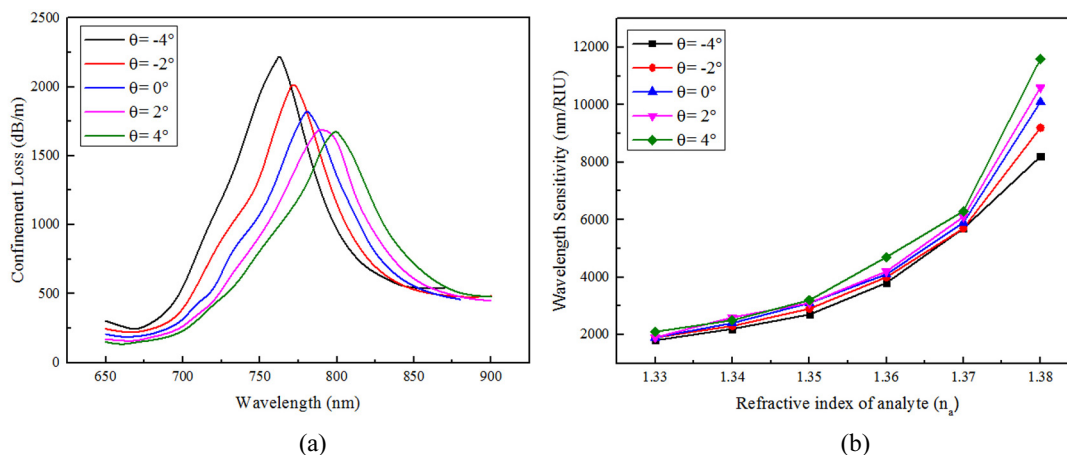 2500
2000
1500
1000
500
0
650
700
750
800
850
900
Confinement Loss (dB/m)
Wavelength (nm)
θ= -4°
θ= -2°
θ= 0°
θ= 2°
θ= 4°
(a)
12000
10000
8000
6000
4000
2000
1.33
1.34
1.35
1.36
1.37
1.38
Wavelength Sensitivity (nm/RIU)
Refractive index of analyte (nₐ)
θ= -4°
θ= -2°
θ= 0°
θ= 2°
θ= 4°
(b)